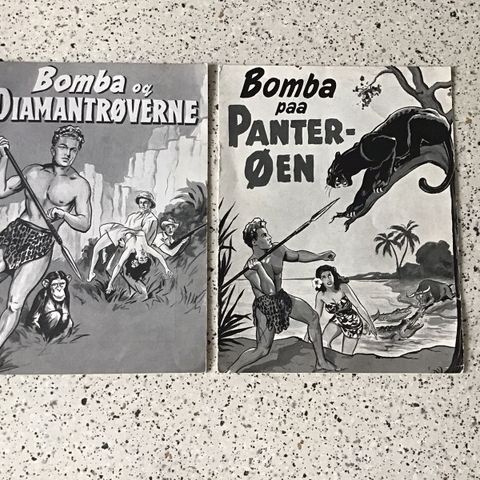 Bomba og
DIAMANTRØVERNE
Bomba
paa
PANTER-
ØEN